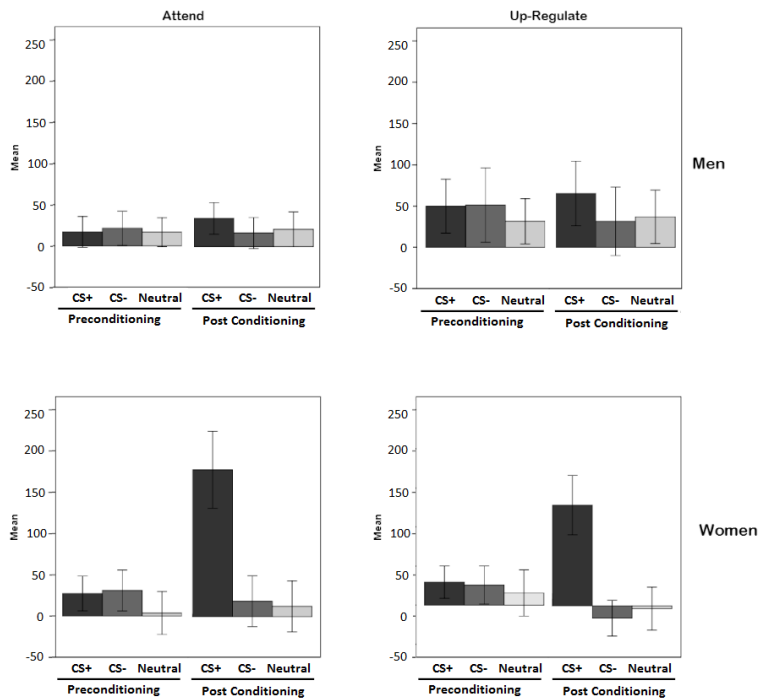 Attend Up-Regulate
250 250
200 200
150 150
Mean Mean
100 100 Men
50 50
0 0
-50 -50
CS+ CS- Neutral CS+ CS- Neutral CS+ CS- Neutral CS+ CS- Neutral
Preconditioning Post Conditioning Preconditioning Post Conditioning
250 250
200 200
150 150
Mean Mean Women
100 100
50 50
0 0
-50 -50
CS+ CS- Neutral CS+ CS- Neutral CS+ CS- Neutral CS+ CS- Neutral
Preconditioning Post Conditioning Preconditioning Post Conditioning